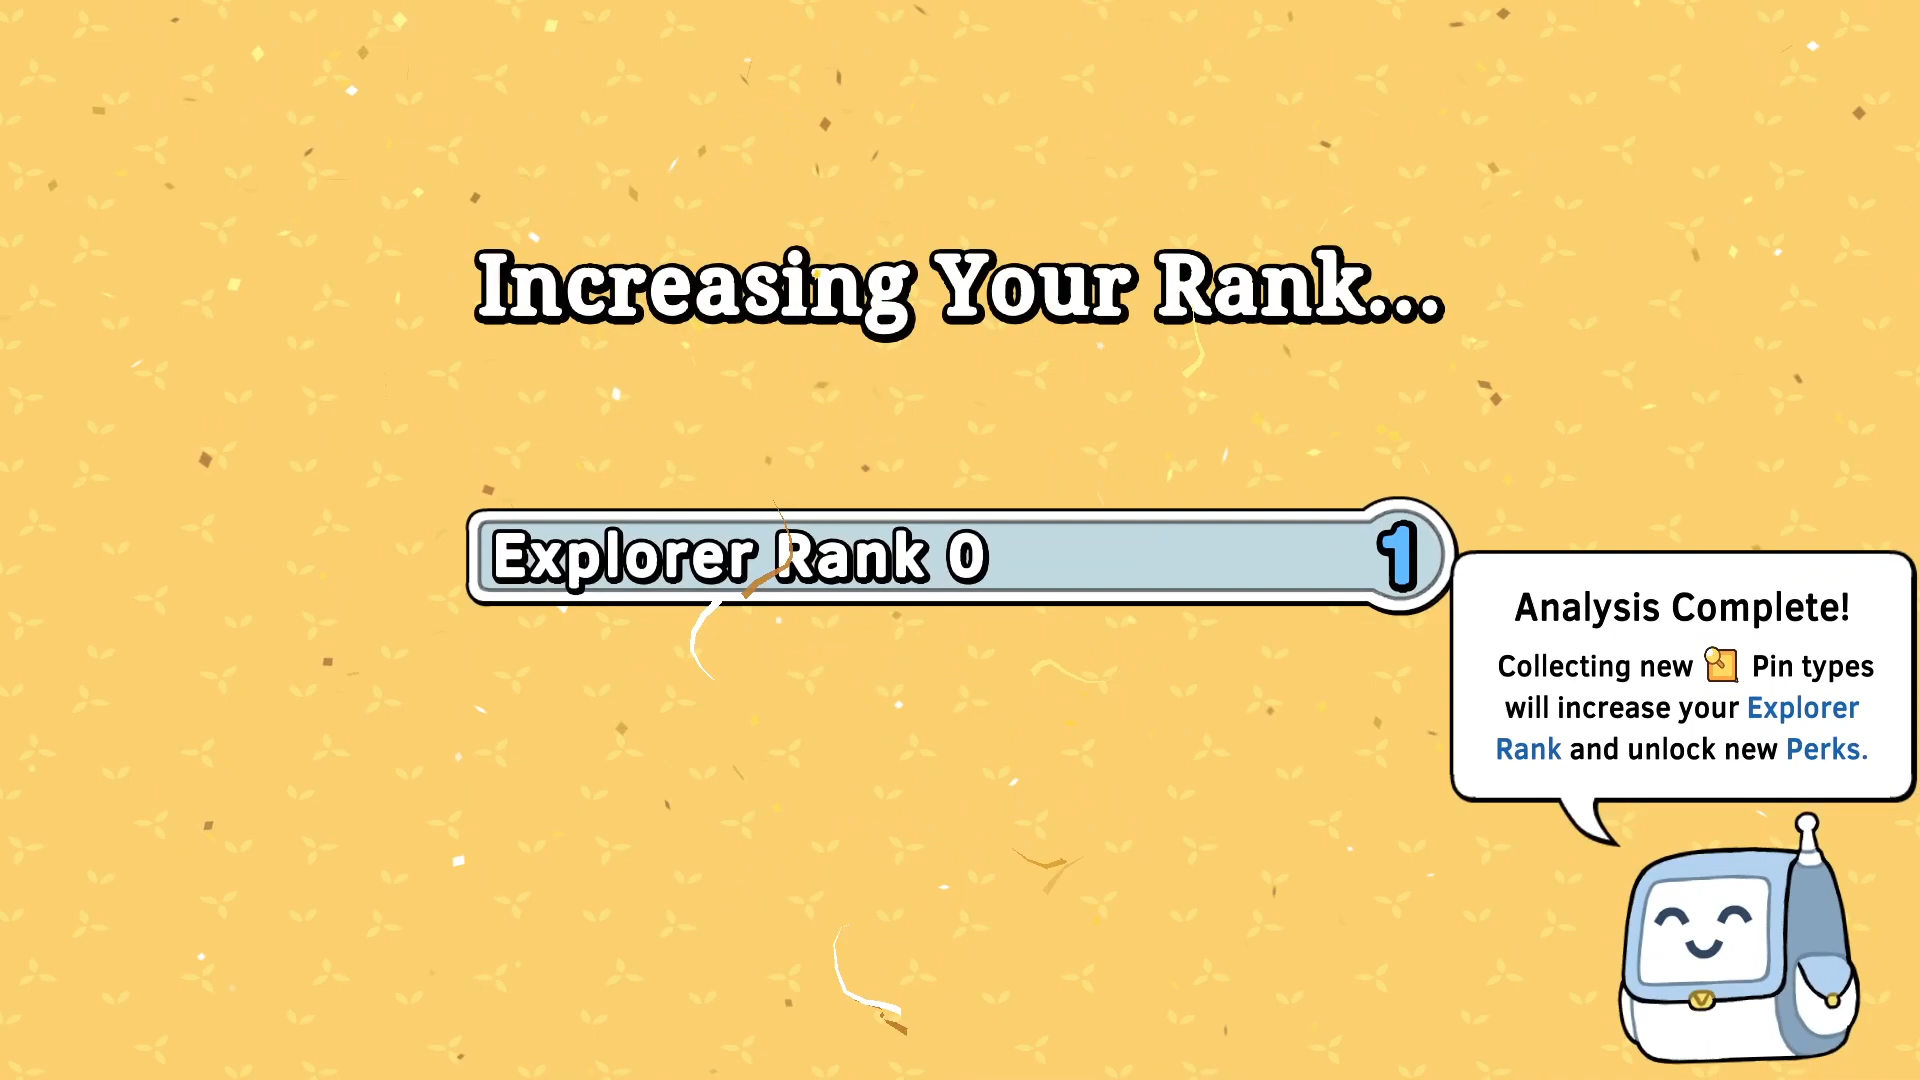 Increasing Your Rank...
Explorer Rank 0
1
Analysis Complete!
Collecting new Pin types
will increase your Explorer
Rank and unlock new Perks.